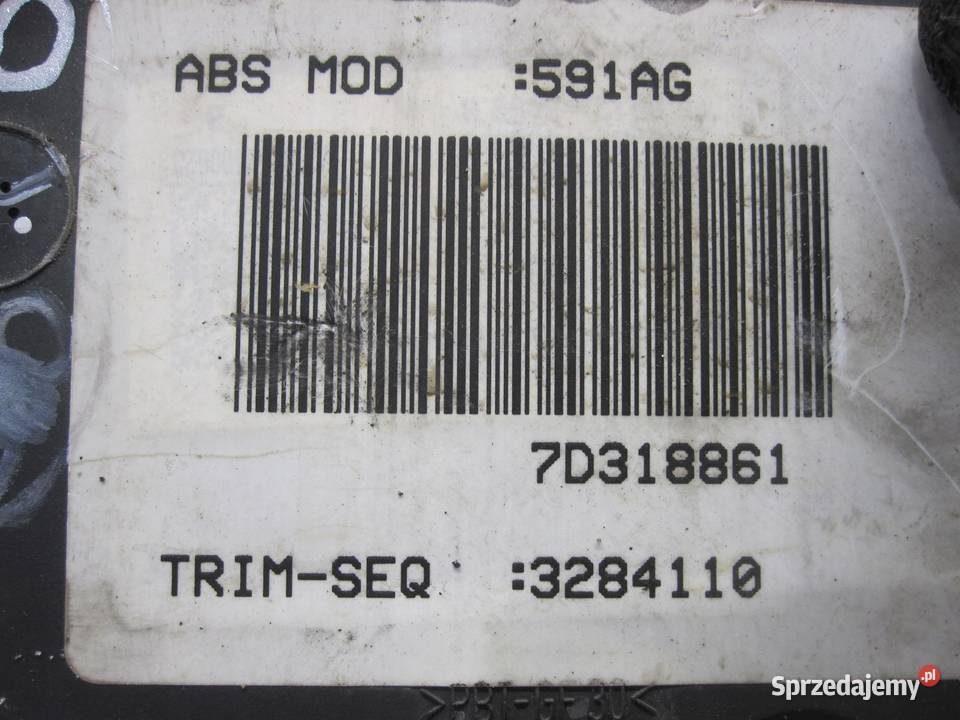 ABS MOD :591AG
7D318861
TRIM-SEQ :3284110
Sprzedajemy.pl